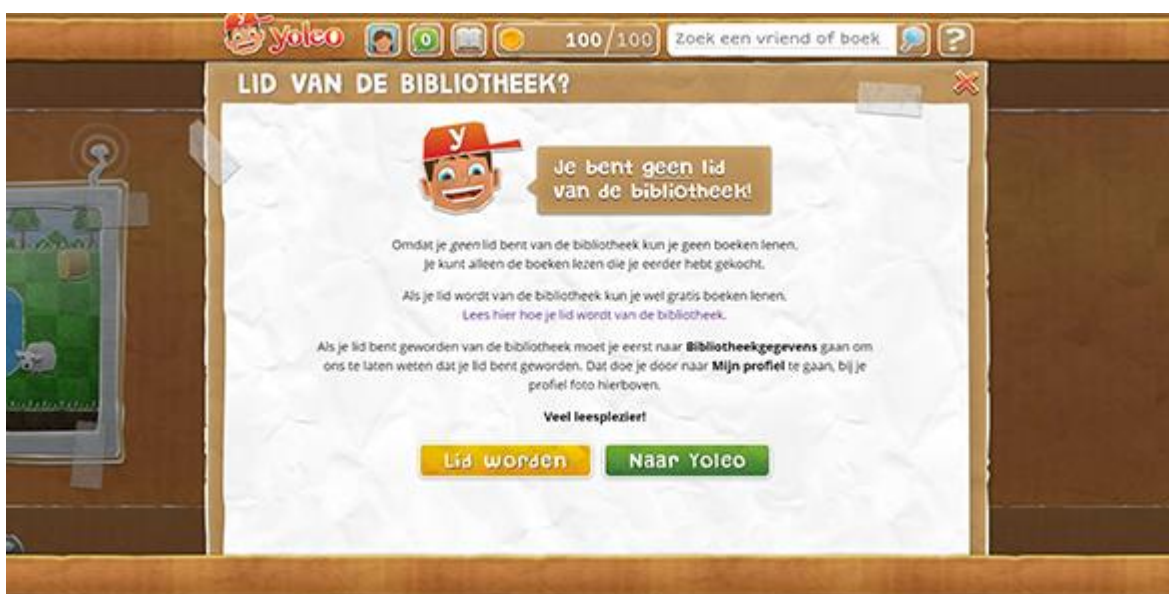 yoleo 0 100/100 Zoek een vriend of boek ?
LID VAN DE BIBLIOTHEEK?
y
Je bent geen lid
van de bibliotheek!
Omdat je geen lid bent van de bibliotheek kun je geen boeken lenen.
Je kunt alleen de boeken lezen die je eerder hebt gekocht.
Als je lid wordt van de bibliotheek kun je wel gratis boeken lenen.
Lees hier hoe je lid wordt van de bibliotheek.
Als je lid bent geworden van de bibliotheek moet je eerst naar Bibliotheekgegevens gaan om
ons te laten weten dat je lid bent geworden. Dat doe je door naar Mijn profiel te gaan, bij je
profiel foto hierboven.
Veel leesplezier!
Lid worden Naar Yoleo